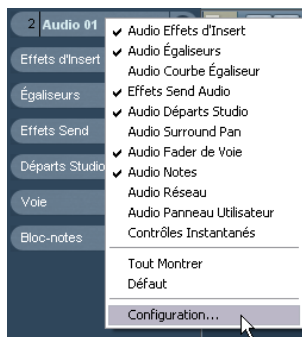 2 Audio 01
Effets d'Insert
Égaliseurs
Effets Send
Départs Studio
Voie
Bloc-notes
Audio Effets d'Insert
Audio Égaliseurs
Audio Courbe Égaliseur
Effets Send Audio
Audio Départs Studio
Audio Surround Pan
Audio Fader de Voie
Audio Notes
Audio Réseau
Audio Panneau Utilisateur
Contrôles Instantanés
Tout Montrer
Défaut
Configuration...